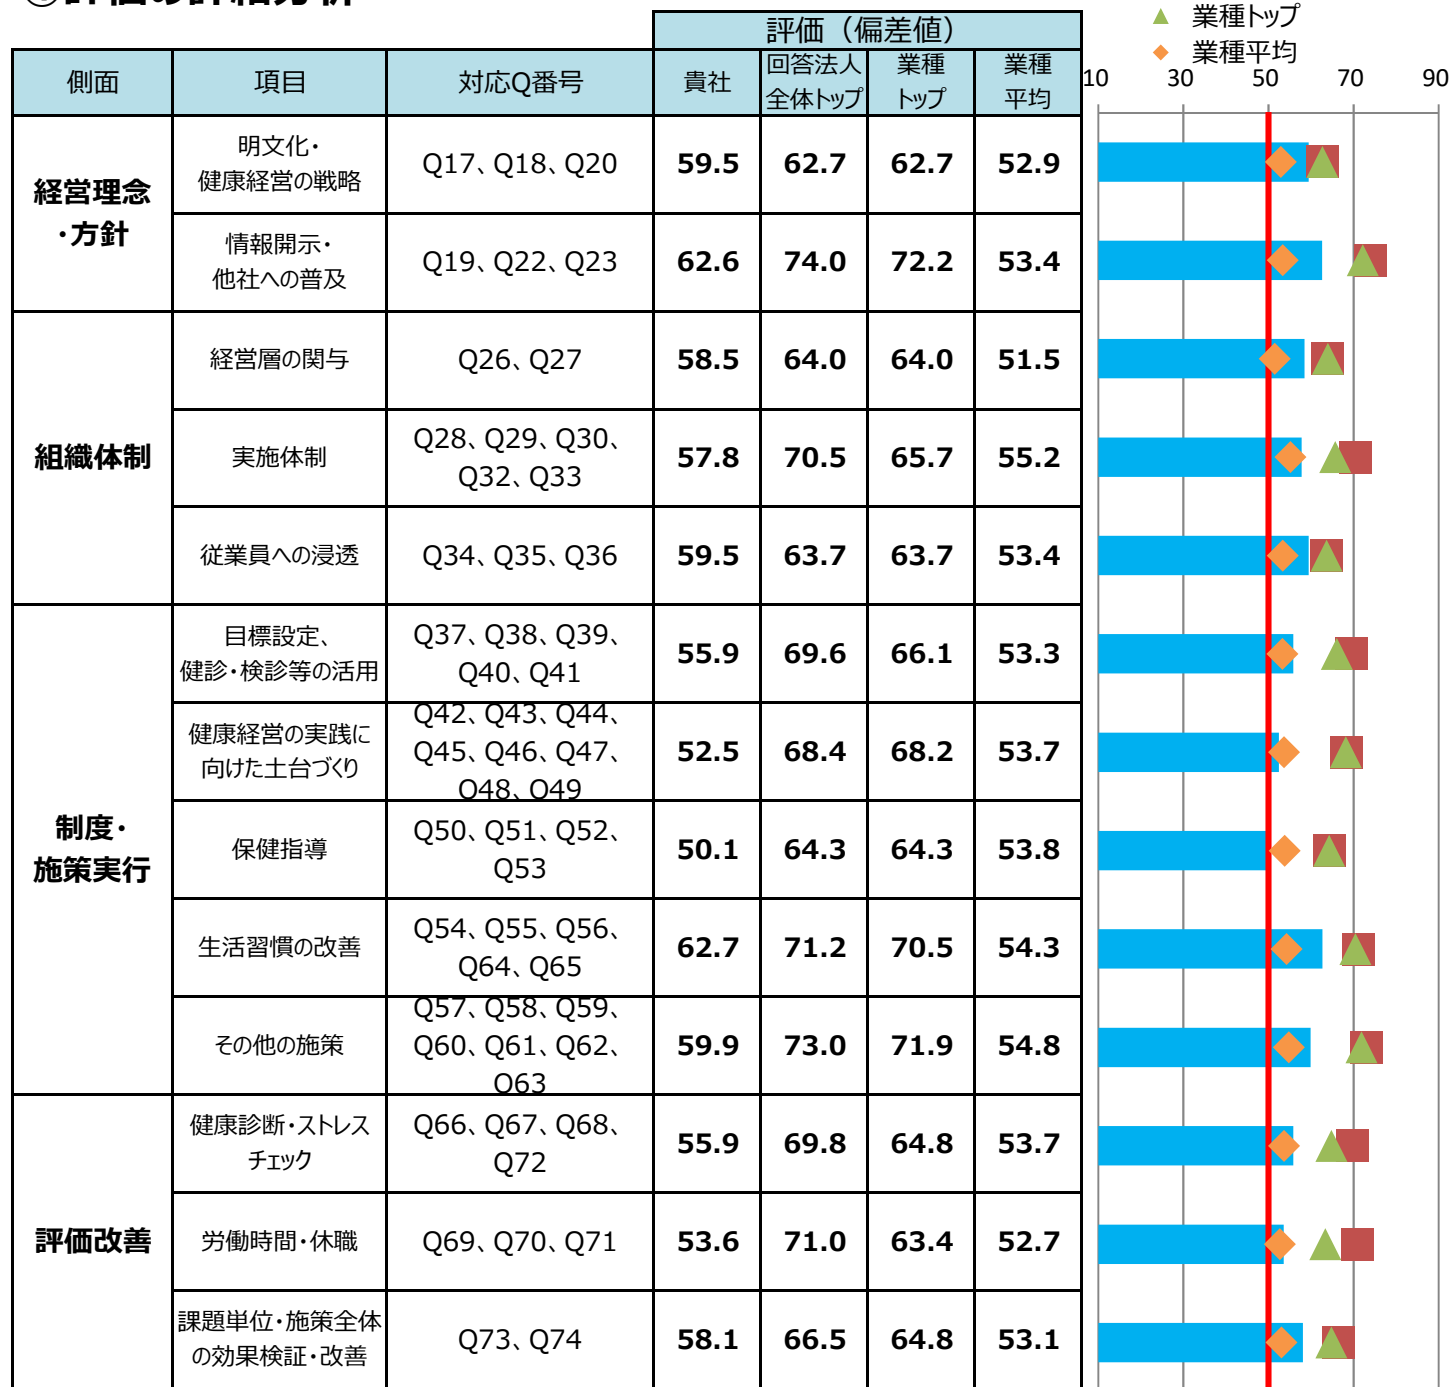 評価（偏差値）
業種トップ
業種平均
側面 項目 対応Q番号 貴社 回答法人 業種 業種
全体トップ トップ 平均
10 30 50 70 90
経営理念
・方針
明文化・
健康経営の戦略
Q17、Q18、Q20 59.5 62.7 62.7 52.9
情報開示・
他社への普及
Q19、Q22、Q23 62.6 74.0 72.2 53.4
組織体制
経営層の関与 Q26、Q27 58.5 64.0 64.0 51.5
実施体制
Q28、Q29、Q30、
Q32、Q33
57.8 70.5 65.7 55.2
従業員への浸透 Q34、Q35、Q36 59.5 63.7 63.7 53.4
制度・
施策実行
目標設定、
健診・検診等の活用
Q37、Q38、Q39、
Q40、Q41
55.9 69.6 66.1 53.3
健康経営の実践に
向けた土台づくり
Q42、Q43、Q44、
Q45、Q46、Q47、
Q48、Q49
52.5 68.4 68.2 53.7
保健指導
Q50、Q51、Q52、
Q53
50.1 64.3 64.3 53.8
生活習慣の改善
Q54、Q55、Q56、
Q64、Q65
62.7 71.2 70.5 54.3
その他の施策
Q57、Q58、Q59、
Q60、Q61、Q62、
Q63
59.9 73.0 71.9 54.8
評価改善
健康診断・ストレス
チェック
Q66、Q67、Q68、
Q72
55.9 69.8 64.8 53.7
労働時間・休職 Q69、Q70、Q71 53.6 71.0 63.4 52.7
課題単位・施策全体
の効果検証・改善
Q73、Q74 58.1 66.5 64.8 53.1